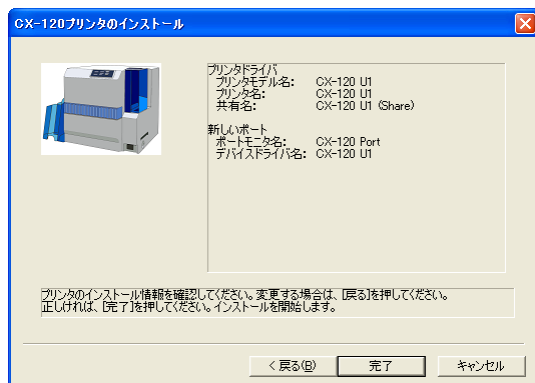 CX-120プリンタのインストール
プリンタドライバ
プリンタモデル名: CX-120 U1
プリンタ名: CX-120 U1
共有名: CX-120 U1 (Share)
新しいポート
ポートモニタ名: CX-120 Port
デバイスドライバ名: CX-120 U1
プリンタのインストール情報を確認してください。変更する場合は、[戻る]を押してください。
正しければ、[完了]を押してください。インストールを開始します。
< 戻る(B) 完了 キャンセル